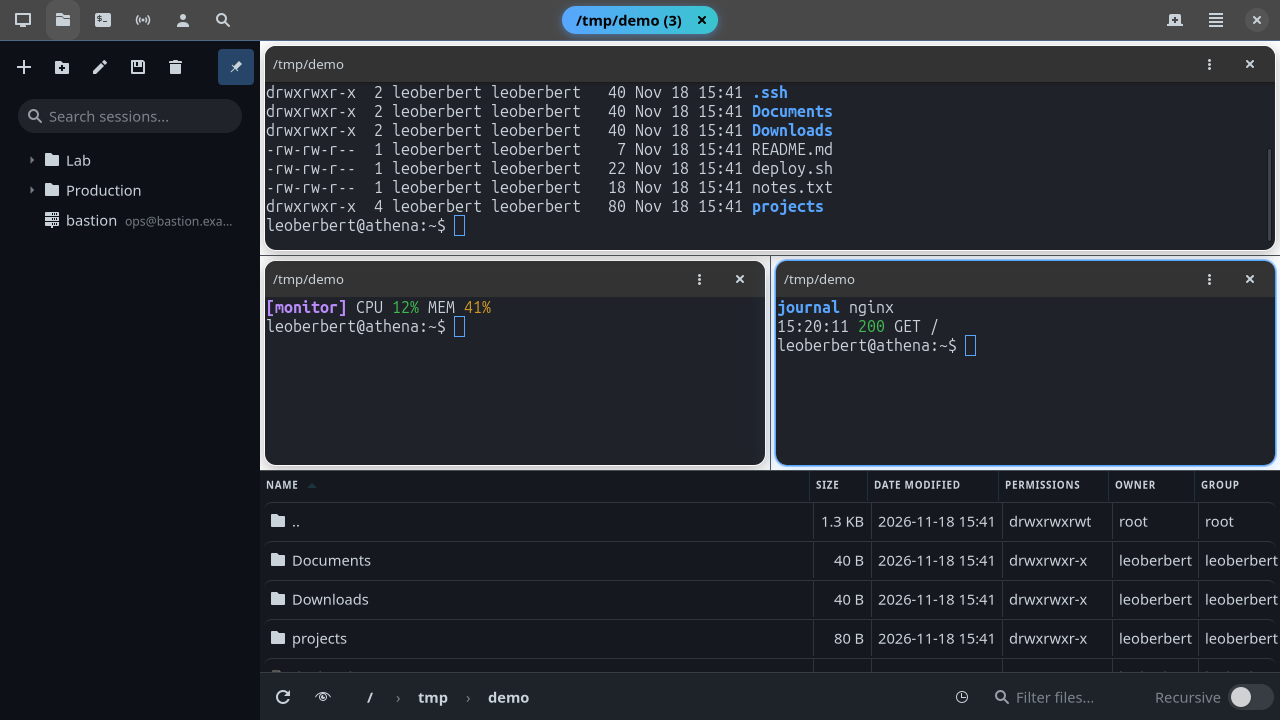 /tmp/demo (3)
Search sessions...
Lab
Production
bastion ops@bastion.exa...
/tmp/demo
drwxrwxr-x 2 leoberbert leoberbert 40 Nov 18 15:41 .ssh
drwxrwxr-x 2 leoberbert leoberbert 40 Nov 18 15:41 Documents
drwxrwxr-x 2 leoberbert leoberbert 40 Nov 18 15:41 Downloads
-rw-rw-r-- 1 leoberbert leoberbert 7 Nov 18 15:41 README.md
-rw-rw-r-- 1 leoberbert leoberbert 22 Nov 18 15:41 deploy.sh
-rw-rw-r-- 1 leoberbert leoberbert 18 Nov 18 15:41 notes.txt
drwxrwxr-x 4 leoberbert leoberbert 80 Nov 18 15:41 projects
leoberbert@athena:~$
/tmp/demo
[monitor] CPU 12% MEM 41%
leoberbert@athena:~$
/tmp/demo
journal nginx
15:20:11 200 GET /
leoberbert@athena:~$
NAME SIZE DATE MODIFIED PERMISSIONS OWNER GROUP
.. 1.3 KB 2026-11-18 15:41 drwxrwxrwt root root
Documents 40 B 2026-11-18 15:41 drwxrwxr-x leoberbert leoberbert
Downloads 40 B 2026-11-18 15:41 drwxrwxr-x leoberbert leoberbert
projects 80 B 2026-11-18 15:41 drwxrwxr-x leoberbert leoberbert
/ › tmp › demo
Filter files...
Recursive